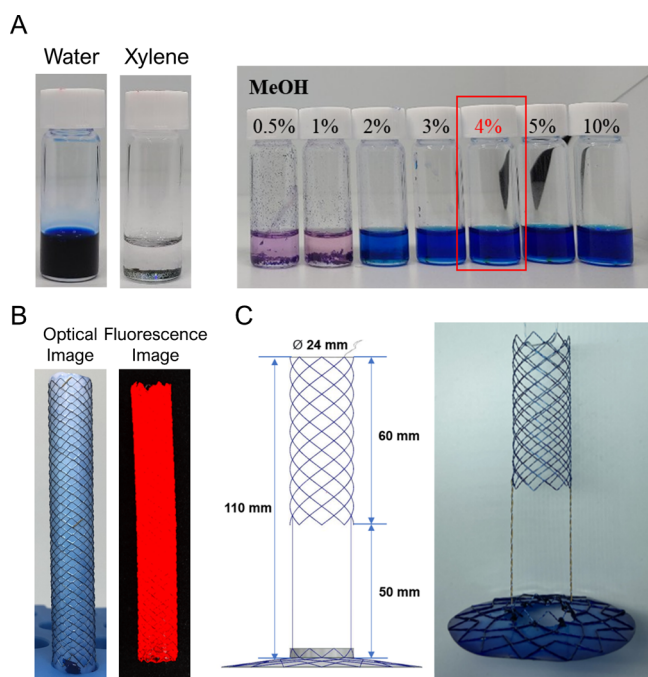 A
Water
Xylene
MeOH
0.5%
1%
2%
3%
4%
5%
10%
B
Optical
Image
Fluorescence
Image
C
Ø 24 mm
60 mm
110 mm
50 mm